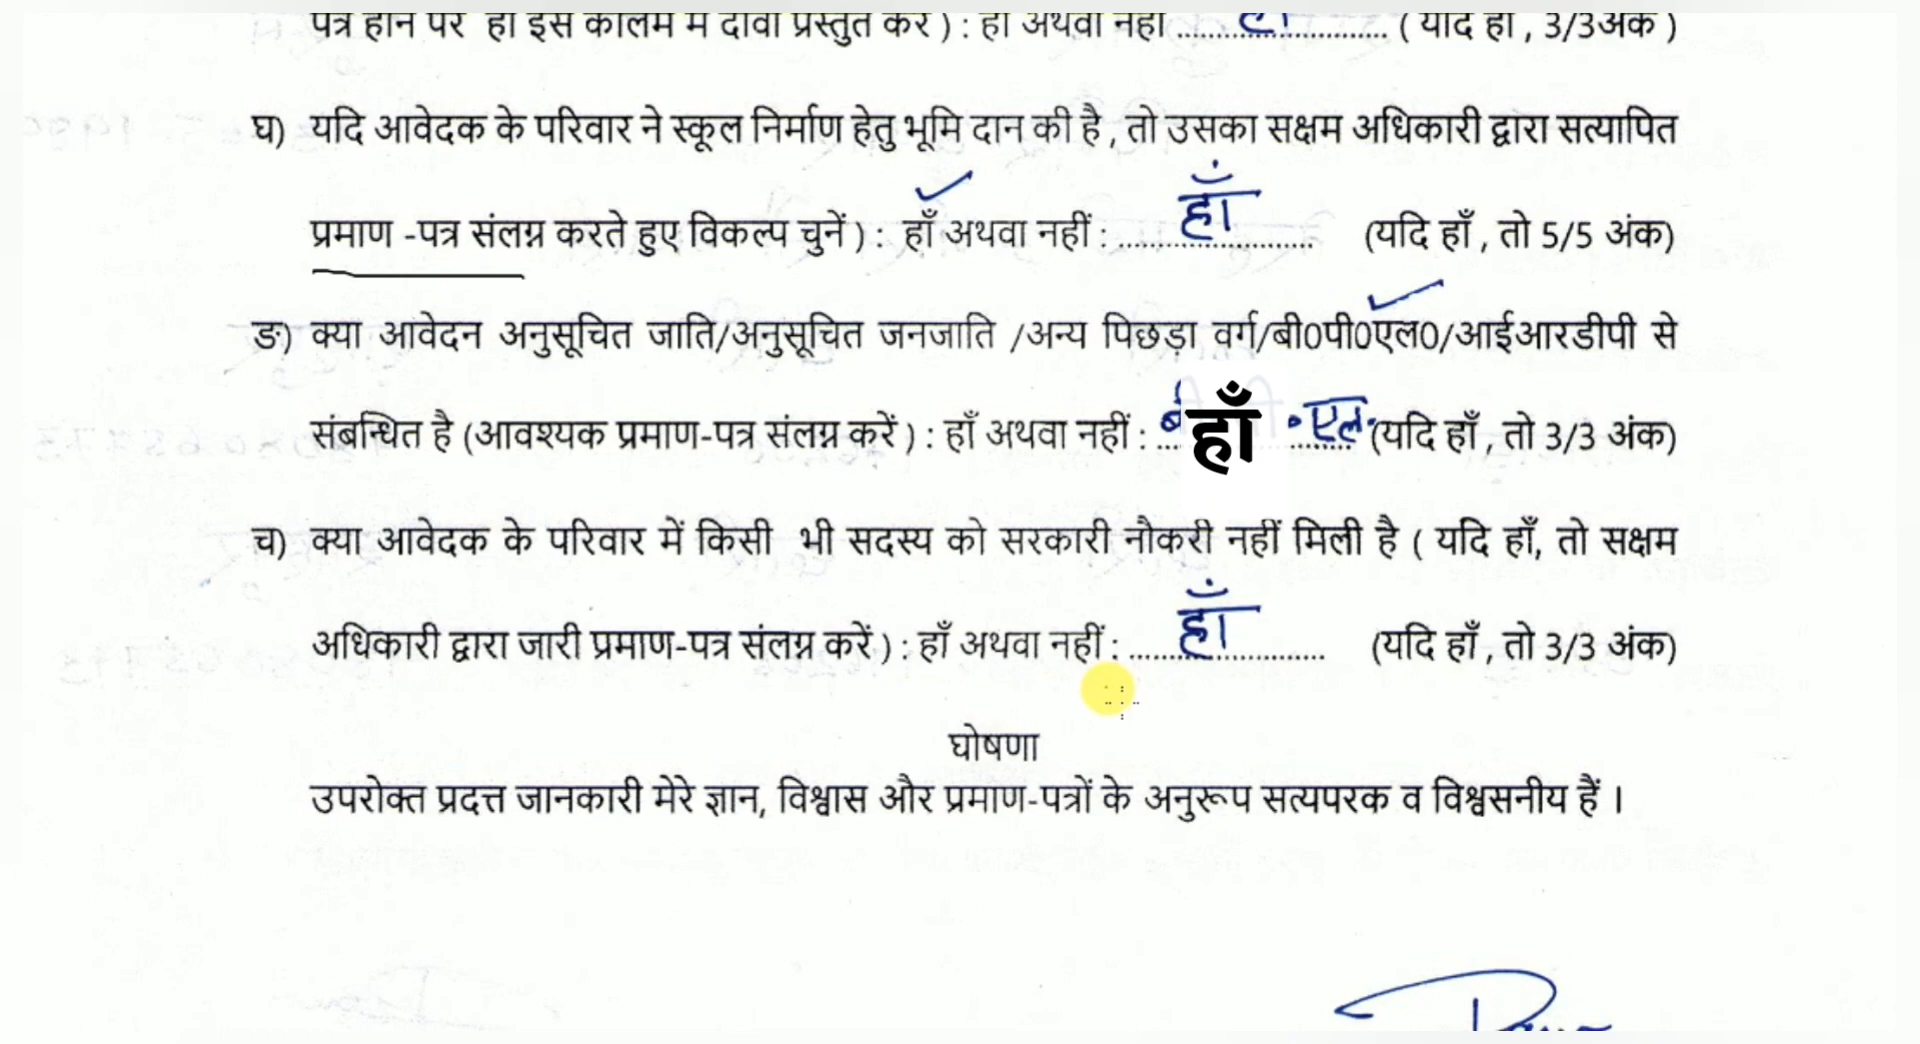 पत्र होने पर हो इस कॉलम में दावा प्रस्तुत करें ) : हाँ अथवा नहीं .............................. ( यदि हाँ , 3/3अंक )
घ) यदि आवेदक के परिवार ने स्कूल निर्माण हेतु भूमि दान की है , तो उसका सक्षम अधिकारी द्वारा सत्यापित
प्रमाण -पत्र संलग्न करते हुए विकल्प चुनें ) : हाँ अथवा नहीं : ....... हाँ ....... (यदि हाँ , तो 5/5 अंक)
ङ) क्या आवेदन अनुसूचित जाति/अनुसूचित जनजाति /अन्य पिछड़ा वर्ग/बी0पी0एल0/आईआरडीपी से
संबन्धित है (आवश्यक प्रमाण-पत्र संलग्न करें ) : हाँ अथवा नहीं : ... हाँ ...एल. (यदि हाँ , तो 3/3 अंक)
च) क्या आवेदक के परिवार में किसी भी सदस्य को सरकारी नौकरी नहीं मिली है ( यदि हाँ, तो सक्षम
अधिकारी द्वारा जारी प्रमाण-पत्र संलग्न करें ) : हाँ अथवा नहीं : ....... हाँ ....... (यदि हाँ , तो 3/3 अंक)
घोषणा
उपरोक्त प्रदत्त जानकारी मेरे ज्ञान, विश्वास और प्रमाण-पत्रों के अनुरूप सत्यपरक व विश्वसनीय हैं ।